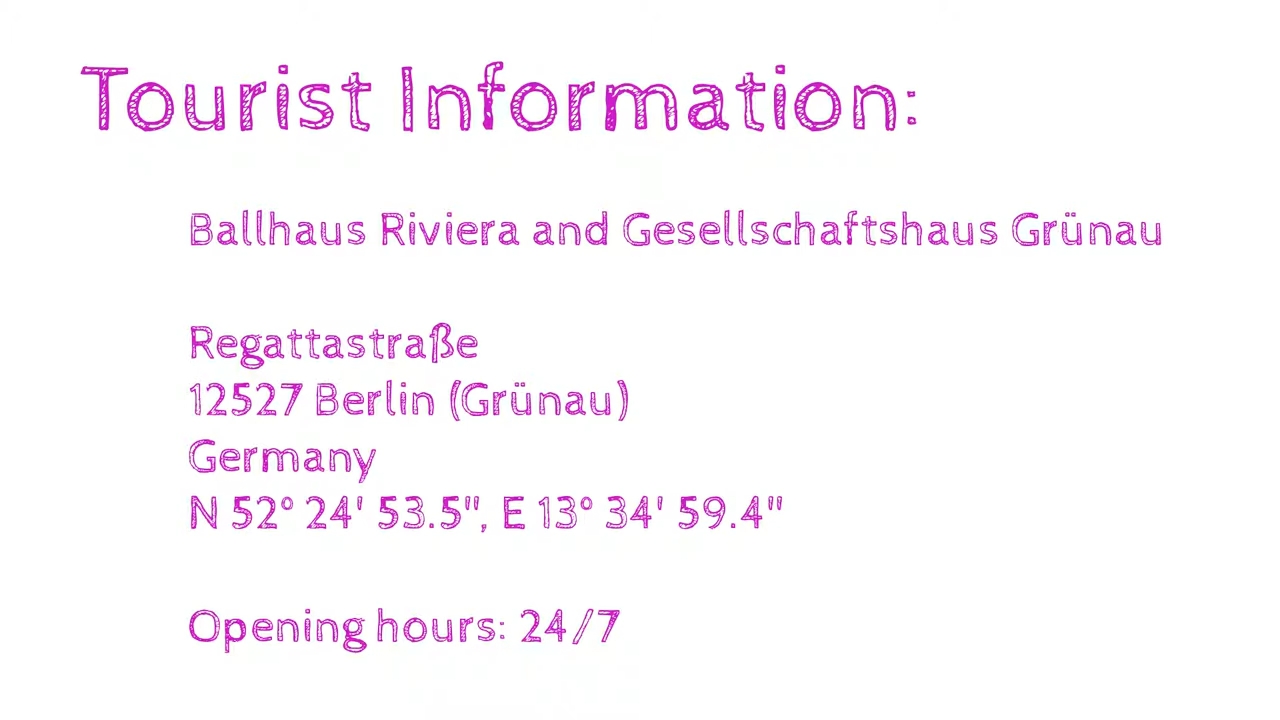 Tourist Information:
Ballhaus Riviera and Gesellschaftshaus Grünau
Regattastraße
12527 Berlin (Grünau)
Germany
N 52° 24' 53.5", E 13° 34' 59.4"
Opening hours: 24/7